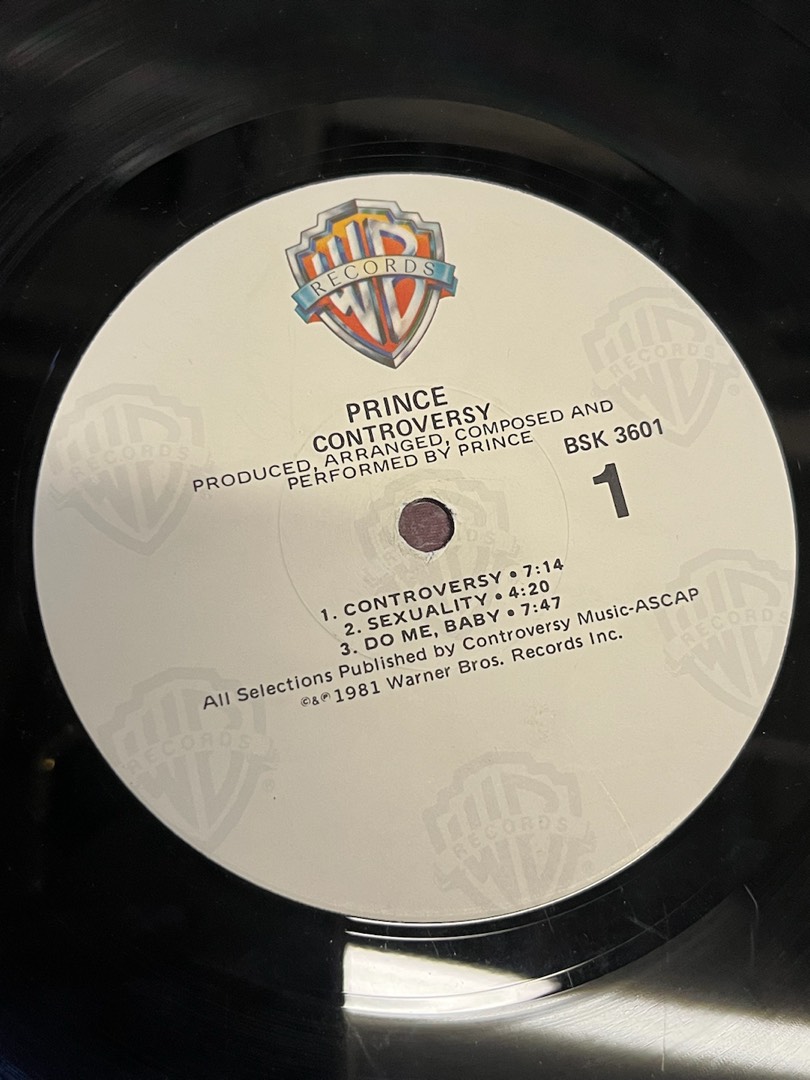 WB
RECORDS
PRINCE
CONTROVERSY
PRODUCED, ARRANGED, COMPOSED AND
PERFORMED BY PRINCE
BSK 3601
1
1. CONTROVERSY • 7:14
2. SEXUALITY • 4:20
3. DO ME, BABY • 7:47
All Selections Published by Controversy Music-ASCAP
©&℗ 1981 Warner Bros. Records Inc.